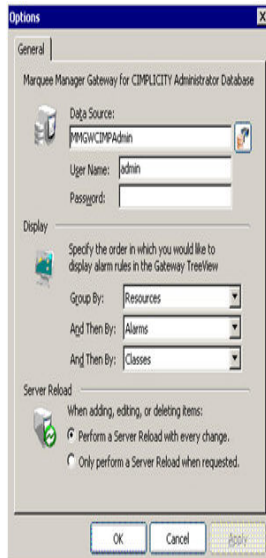 Options
General
Marquee Manager Gateway for CIMPLICITY Administrator Database
Data Source:
MMGWCIMPAdmin
User Name: admin
Password:
Display
Specify the order in which you would like to
display alarm rules in the Gateway TreeView
Group By: Resources
And Then By: Alarms
And Then By: Classes
Server Reload
When adding, editing, or deleting items:
Perform a Server Reload with every change.
Only perform a Server Reload when requested.
OK Cancel Apply